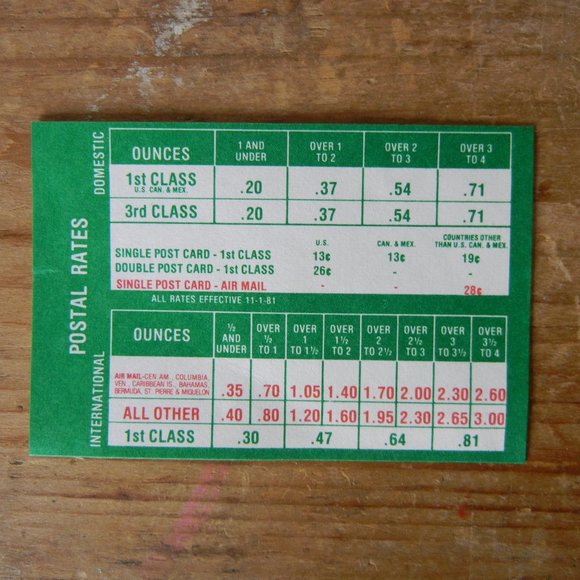 POSTAL RATES
DOMESTIC
OUNCES 1 AND UNDER OVER 1 TO 2 OVER 2 TO 3 OVER 3 TO 4
1st CLASS U.S. CAN. & MEX. .20 .37 .54 .71
3rd CLASS .20 .37 .54 .71
U.S. CAN. & MEX. COUNTRIES OTHER THAN U.S. CAN. & MEX.
SINGLE POST CARD - 1st CLASS 13¢ 13¢ 19¢
DOUBLE POST CARD - 1st CLASS 26¢ - -
SINGLE POST CARD - AIR MAIL - - 28¢
ALL RATES EFFECTIVE 11-1-81
INTERNATIONAL
OUNCES ½ AND UNDER OVER ½ TO 1 OVER 1 TO 1½ OVER 1½ TO 2 OVER 2 TO 2½ OVER 2½ TO 3 OVER 3 TO 3½ OVER 3½ TO 4
AIR MAIL-CEN AM., COLUMBIA,
VEN., CARIBBEAN IS., BAHAMAS,
BERMUDA, ST. PIERRE & MIQUELON .35 .70 1.05 1.40 1.70 2.00 2.30 2.60
ALL OTHER .40 .80 1.20 1.60 1.95 2.30 2.65 3.00
1st CLASS .30 .47 .64 .81